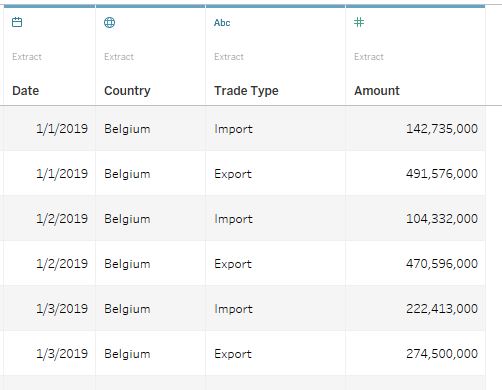 Abc
Extract Extract Extract Extract
Date Country Trade Type Amount
1/1/2019 Belgium Import 142,735,000
1/1/2019 Belgium Export 491,576,000
1/2/2019 Belgium Import 104,332,000
1/2/2019 Belgium Export 470,596,000
1/3/2019 Belgium Import 222,413,000
1/3/2019 Belgium Export 274,500,000